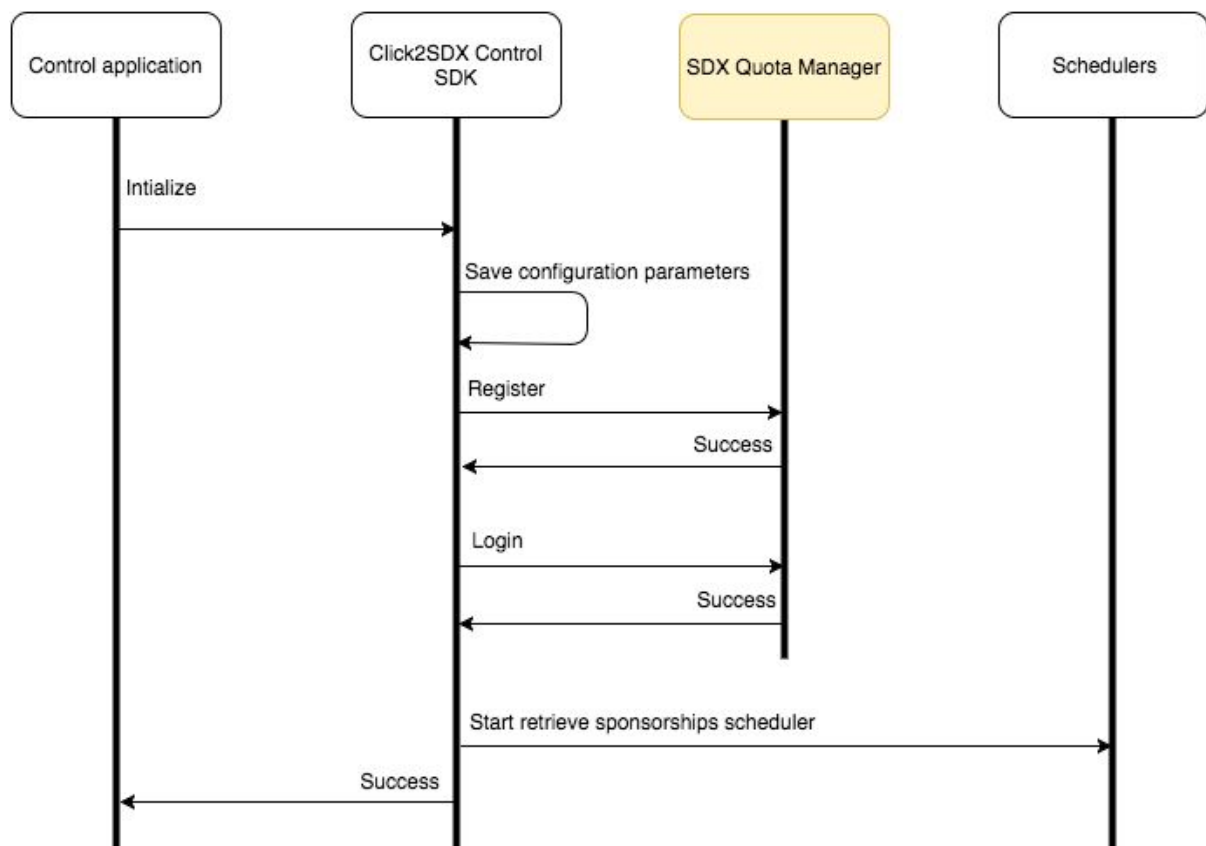 Control application
Click2SDX Control
SDK
SDX Quota Manager
Schedulers
Intialize
Save configuration parameters
Register
Success
Login
Success
Start retrieve sponsorships scheduler
Success